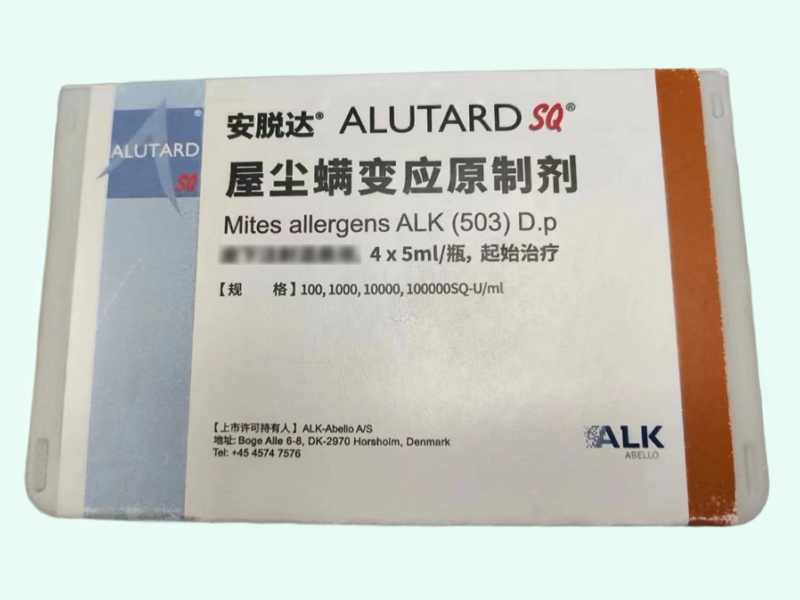 ALUTARD®
SQ
安脱达® ALUTARD SQ®
屋尘螨变应原制剂
Mites allergens ALK (503) D.p
4 x 5ml/瓶, 起始治疗
【规 格】100, 1000, 10000, 100000SQ-U/ml
【上市许可持有人】ALK-Abello A/S
地址: Boge Alle 6-8, DK-2970 Horsholm, Denmark
Tel: +45 4574 7576
ALK
ABELLÓ